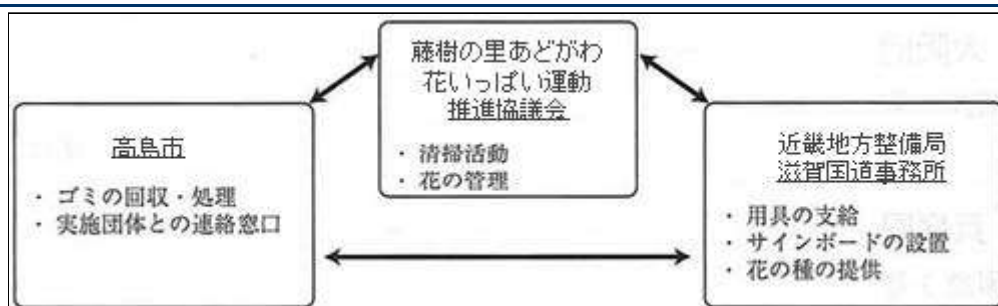 藤樹の里あどがわ
花いっぱい運動
推進協議会
・ 清掃活動
・ 花の管理
高島市
・ ゴミの回収・処理
・ 実施団体との連絡窓口
近畿地方整備局
滋賀国道事務所
・ 用具の支給
・ サインボードの設置
・ 花の種の提供